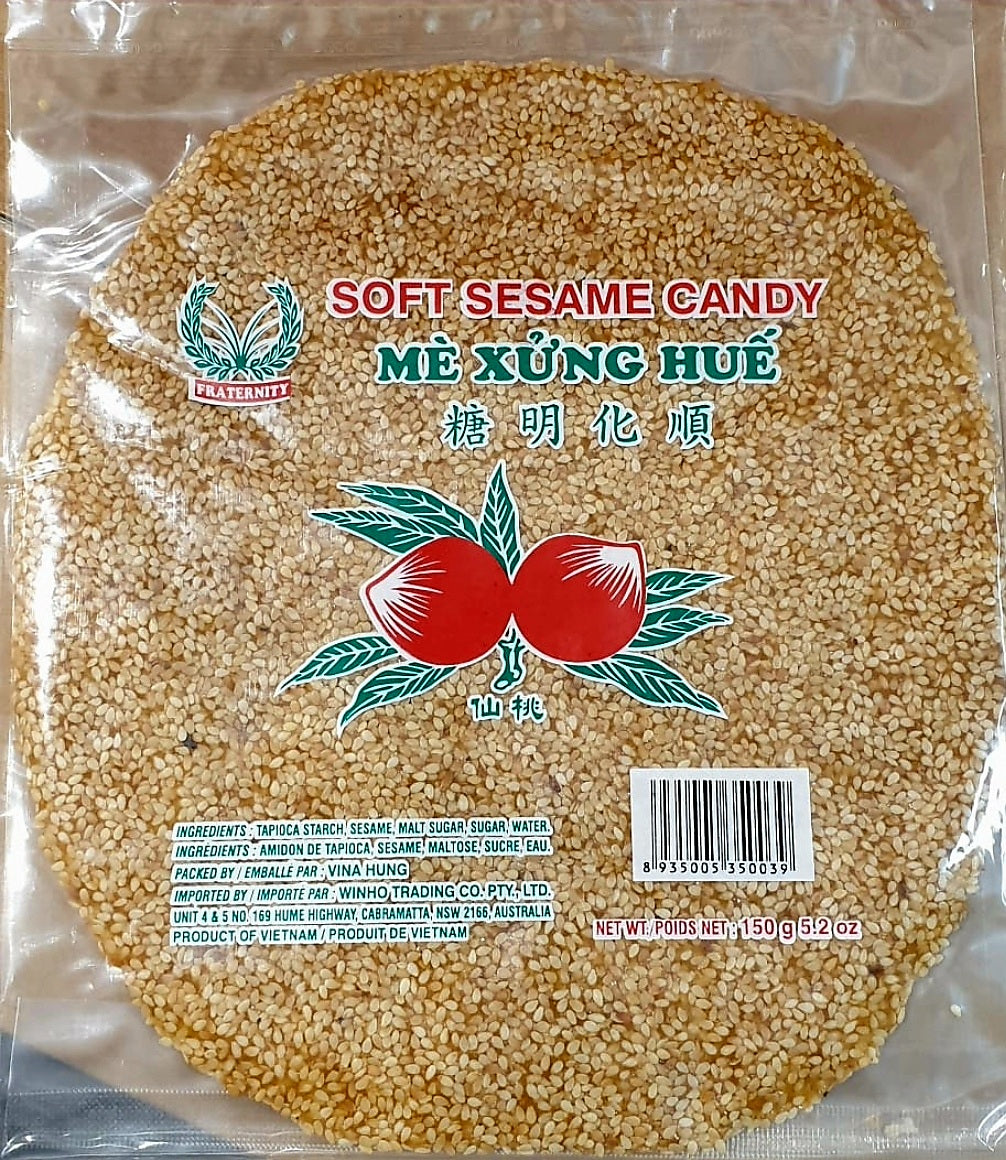 SOFT SESAME CANDY
FRATERNITY
MÈ XỬNG HUẾ
糖明化順
仙桃
INGREDIENTS : TAPIOCA STARCH, SESAME, MALT SUGAR, SUGAR, WATER.
INGRÉDIENTS : AMIDON DE TAPIOCA, SESAME, MALTOSE, SUCRE, EAU.
PACKED BY / EMBALLÉ PAR : VINA HUNG
IMPORTED BY / IMPORTÉ PAR : WINHO TRADING CO. PTY., LTD.
UNIT 4 & 5 NO. 169 HUME HIGHWAY, CABRAMATTA, NSW 2166, AUSTRALIA
PRODUCT OF VIETNAM / PRODUIT DE VIETNAM
8 935005 350039
NET WT./POIDS NET : 150 g 5.2 oz